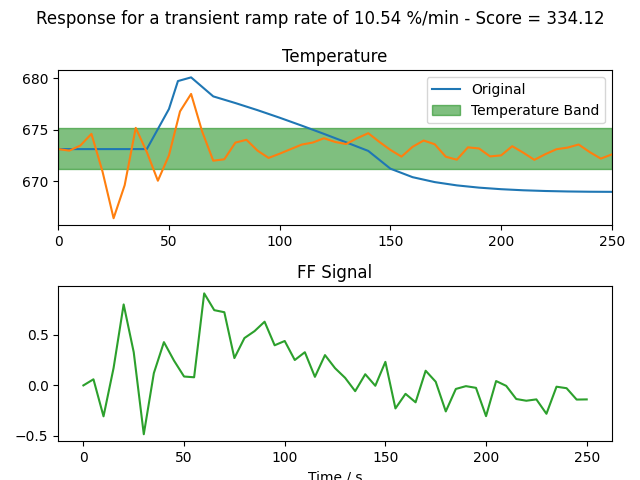 Response for a transient ramp rate of 10.54 %/min - Score = 334.12
Temperature
680
675
670
Original
Temperature Band
0 50 100 150 200 250
FF Signal
0.5
0.0
−0.5
0 50 100 150 200 250
Time / s